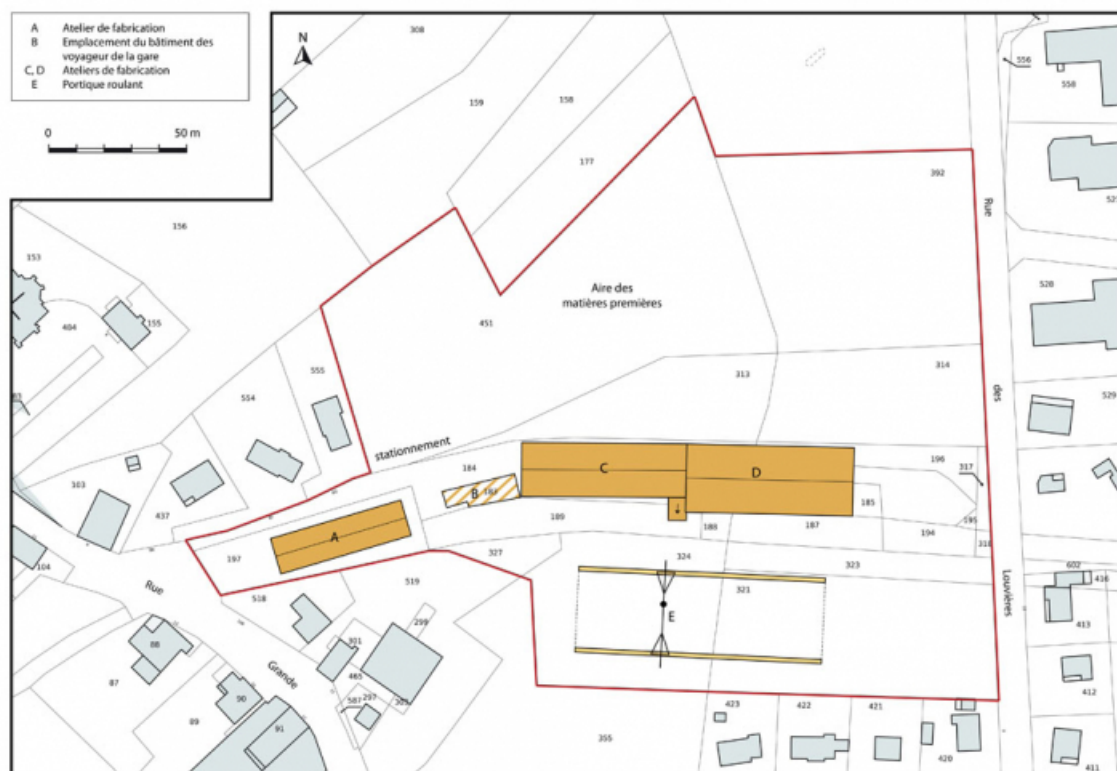 A Atelier de fabrication
B Emplacement du bâtiment des
voyageur de la gare
C, D Ateliers de fabrication
E Portique roulant
0 50 m
N
308
159
158
177
156
153
484
155
392
556
558
528
529
Rue
des
Louvières
Aire des
matières premières
451
313
314
555
554
stationnement
103
437
184
C
D
B
183
A
196
317
185
195
189
188
187
194
318
197
104
327
324
323
602
416
Rue
519
518
321
E
299
301
413
88
Grande
465
297
587
87
90
412
89
91
423
422
421
420
355
411